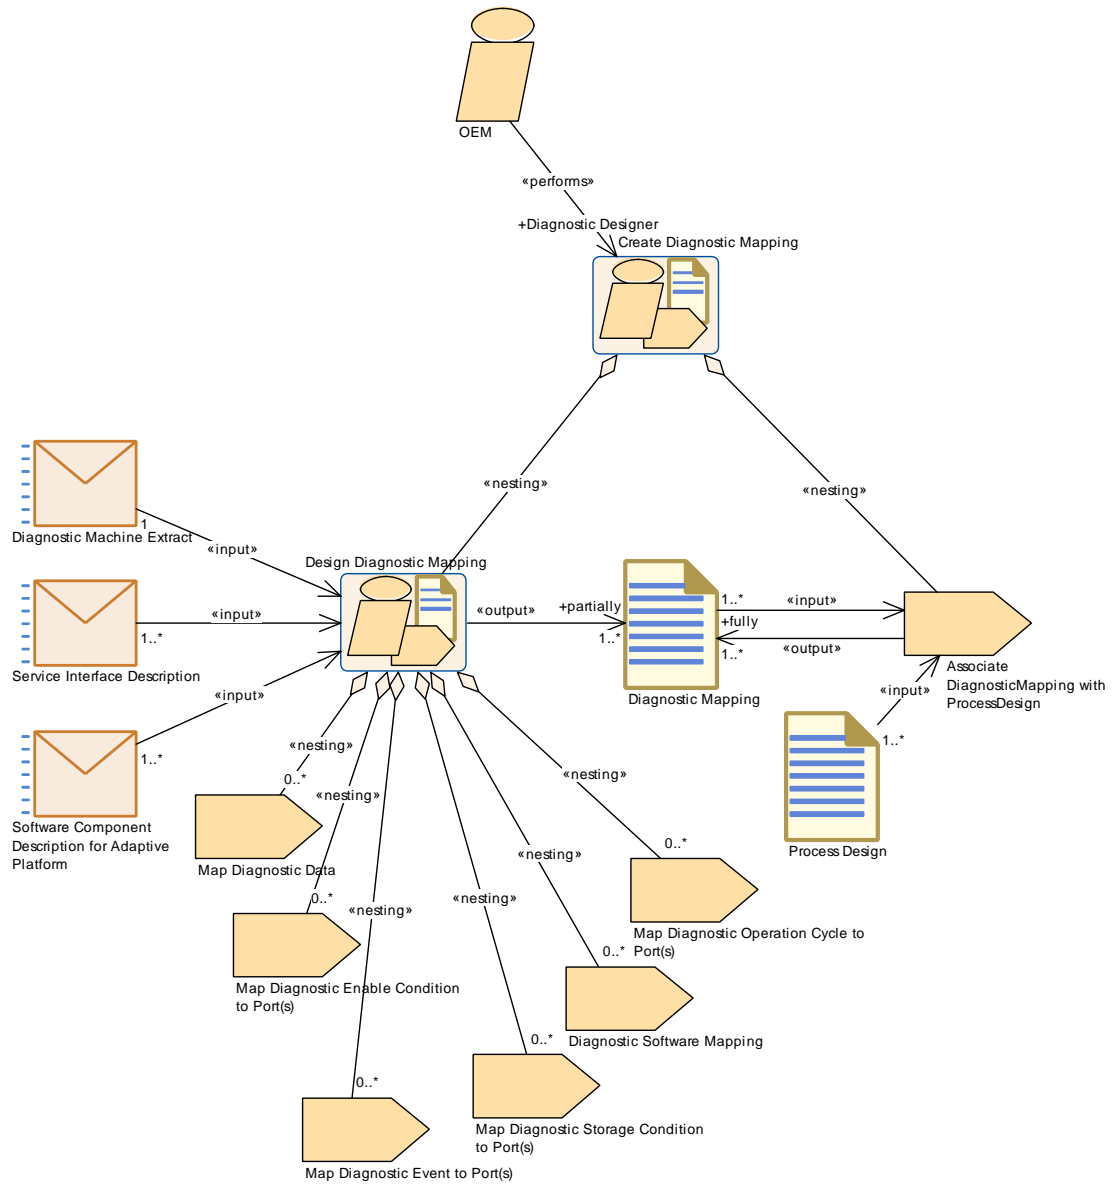 OEM
«performs»
+Diagnostic Designer
Create Diagnostic Mapping
«nesting»
«nesting»
1
Diagnostic Machine Extract
«input»
Design Diagnostic Mapping
«input»
1..*
Service Interface Description
«input»
1..*
Software Component
Description for Adaptive
Platform
«output»
+partially
1..*
Diagnostic Mapping
1..*
«input»
+fully
1..*
«output»
Associate
DiagnosticMapping with
ProcessDesign
«input»
1..*
Process Design
«nesting»
0..*
Map Diagnostic Data
«nesting»
0..*
Map Diagnostic Enable Condition
to Port(s)
«nesting»
0..*
Map Diagnostic Event to Port(s)
«nesting»
0..*
Map Diagnostic Storage Condition
to Port(s)
«nesting»
0..*
Diagnostic Software Mapping
«nesting»
0..*
Map Diagnostic Operation Cycle to
Port(s)